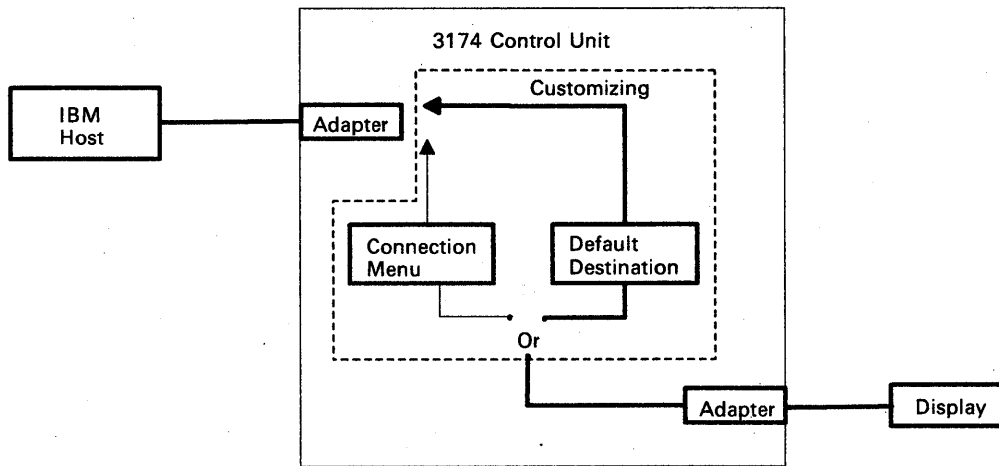 3174 Control Unit
Customizing
IBM
Host
Adapter
Connection
Menu
Default
Destination
Or
Adapter
Display